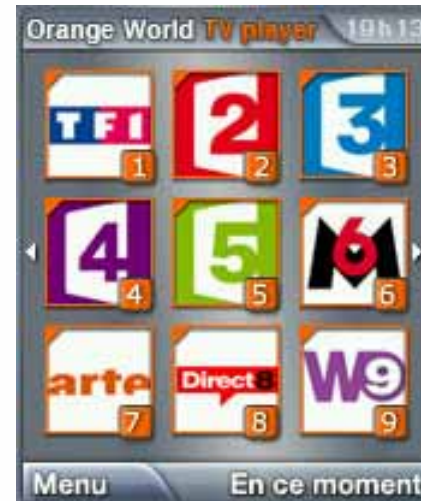 Orange World TV player 19h13
TF1 1
2 2
3 3
4 4
5 5
M6 6
arte 7
Direct8 8
W9 9
Menu En ce moment